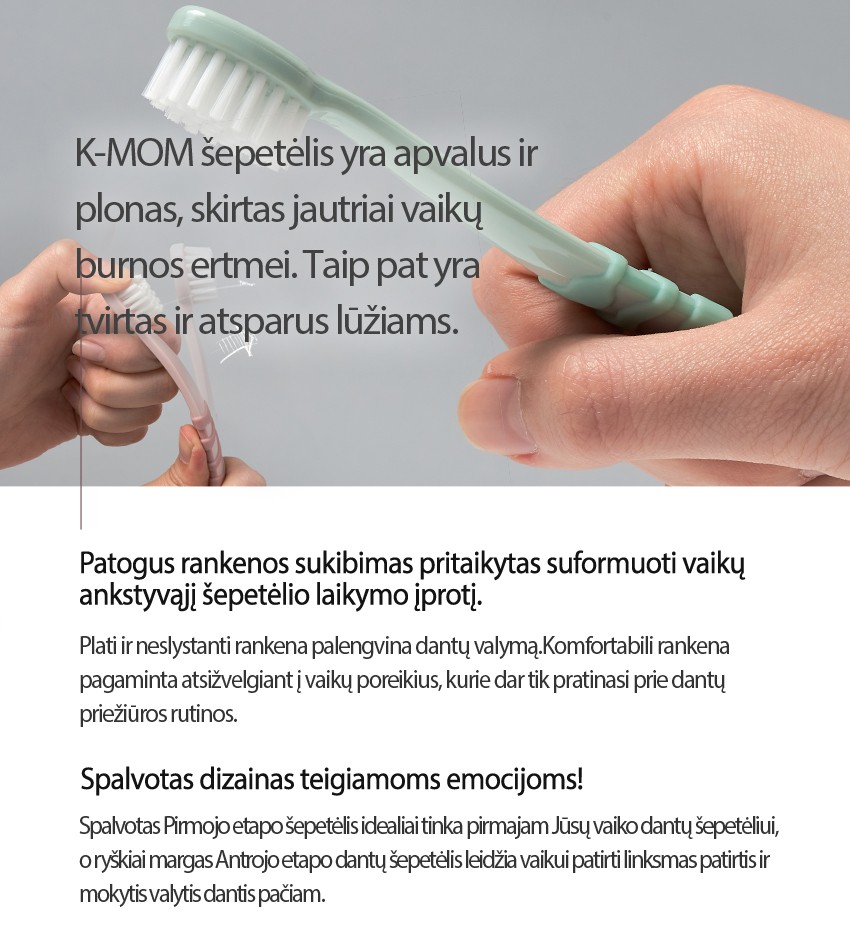 K-MOM šepetėlis yra apvalus ir
plonas, skirtas jautriai vaikų
burnos ertmei. Taip pat yra
tvirtas ir atsparus lūžiams.
Patogus rankenos sukibimas pritaikytas suformuoti vaikų
ankstyvąjį šepetėlio laikymo įprotį.
Plati ir neslystanti rankena palengvina dantų valymą.Komfortabili rankena
pagaminta atsižvelgiant į vaikų poreikius, kurie dar tik pratinasi prie dantų
priežiūros rutinos.
Spalvotas dizainas teigiamoms emocijoms!
Spalvotas Pirmojo etapo šepetėlis idealiai tinka pirmajam Jūsų vaiko dantų šepetėliui,
o ryškiai margas Antrojo etapo dantų šepetėlis leidžia vaikui patirti linksmas patirtis ir
mokytis valytis dantis pačiam.